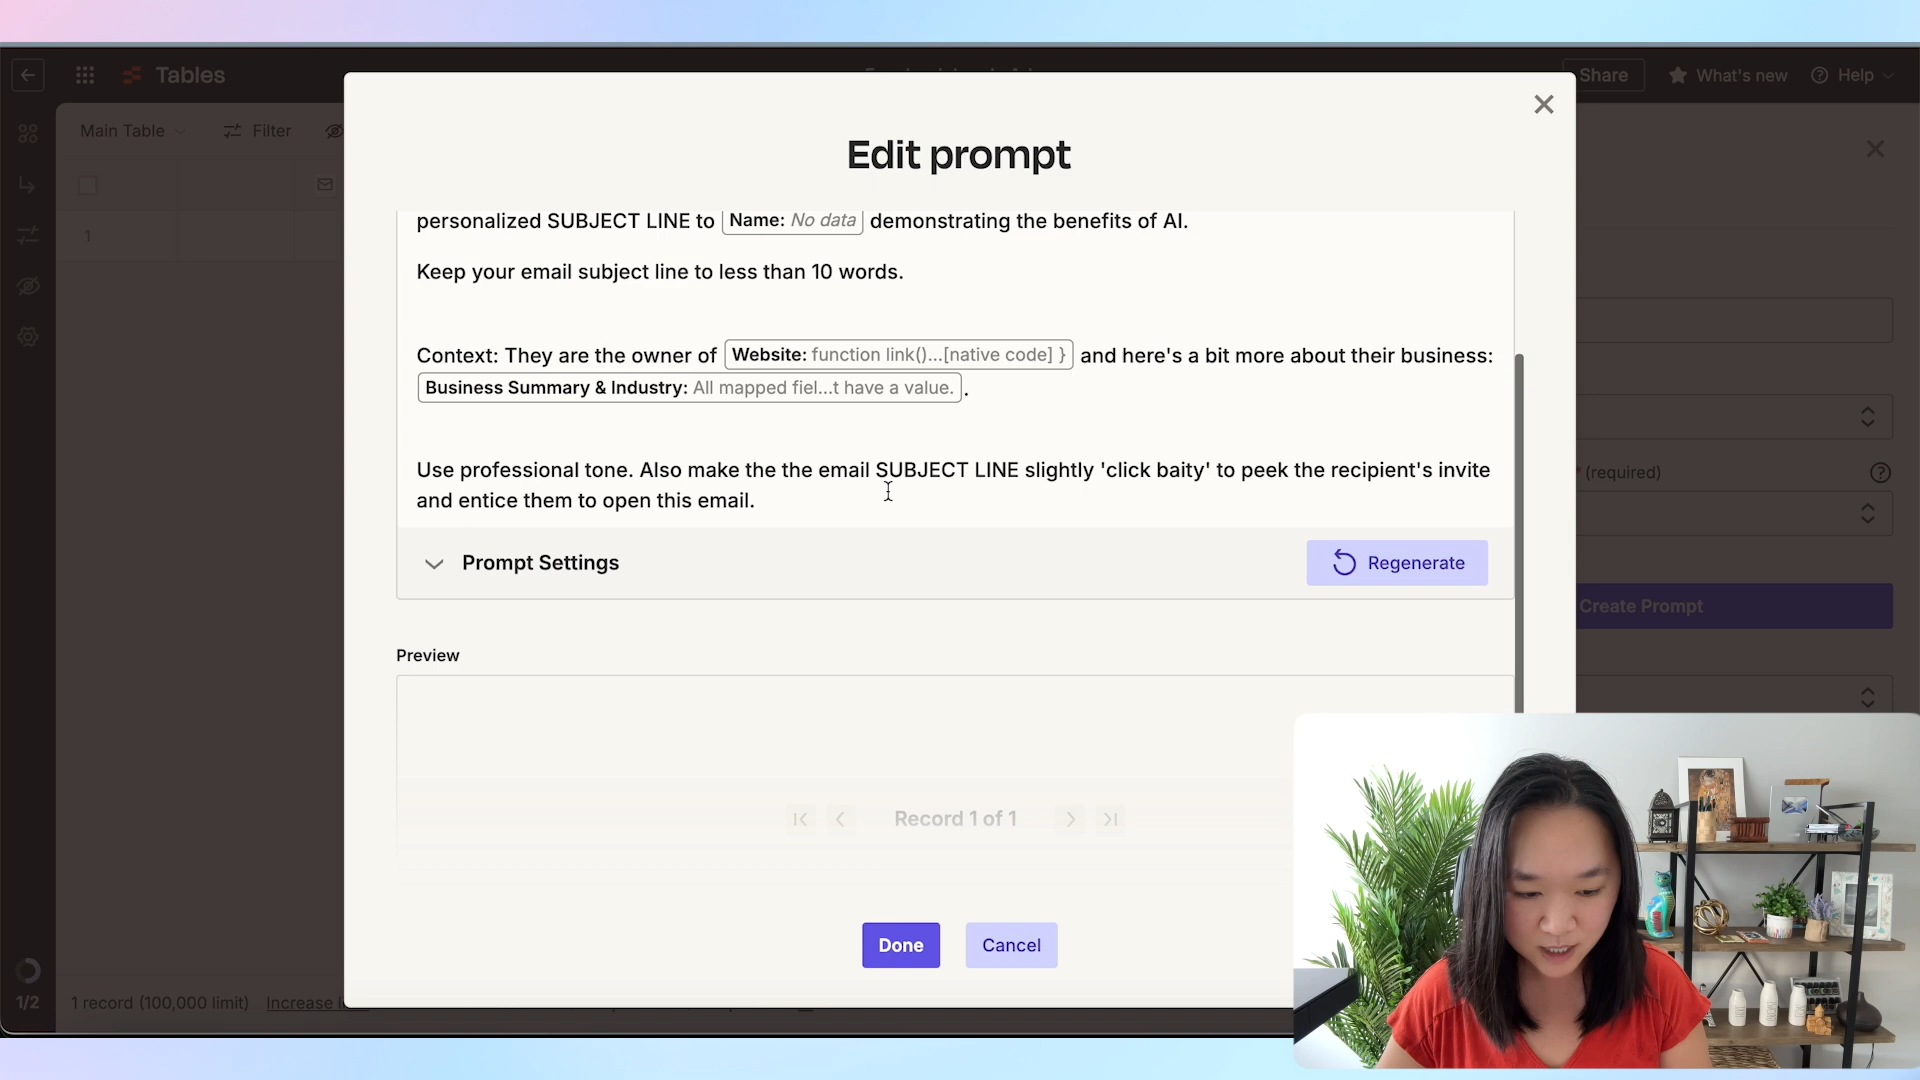 Tables
Share
What's new
Help
Main Table
Filter
1
Edit prompt
personalized SUBJECT LINE to Name: No data demonstrating the benefits of AI.
Keep your email subject line to less than 10 words.
Context: They are the owner of Website: function link()...[native code] } and here's a bit more about their business:
Business Summary & Industry: All mapped fiel...t have a value. .
Use professional tone. Also make the the email SUBJECT LINE slightly 'click baity' to peek the recipient's invite
and entice them to open this email.
Prompt Settings
Regenerate
* (required)
Create Prompt
Preview
Record 1 of 1
Done
Cancel
1/2
1 record (100,000 limit)
Increase